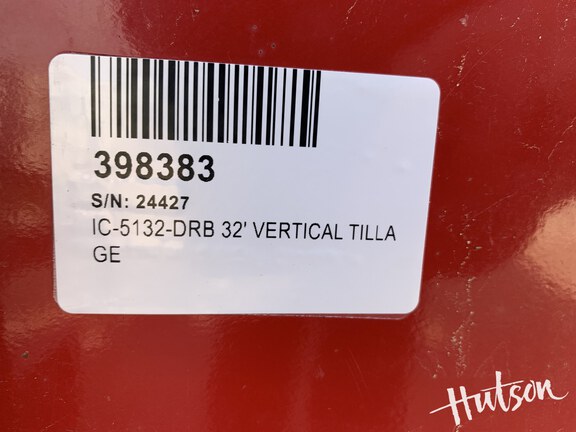 398383
S/N: 24427
IC-5132-DRB 32' VERTICAL TILLA
GE
Hutson